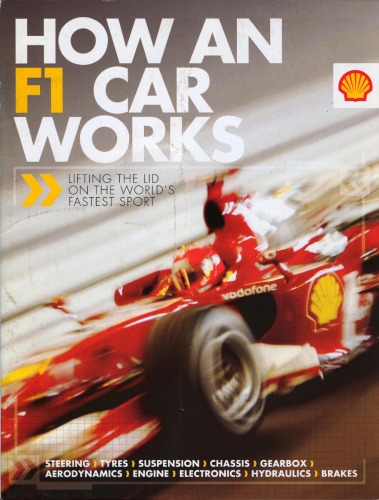 HOW AN
F1 CAR
WORKS
LIFTING THE LID
ON THE WORLD'S
FASTEST SPORT
vodafone
STEERING › TYRES › SUSPENSION › CHASSIS › GEARBOX ›
AERODYNAMICS › ENGINE › ELECTRONICS › HYDRAULICS › BRAKES